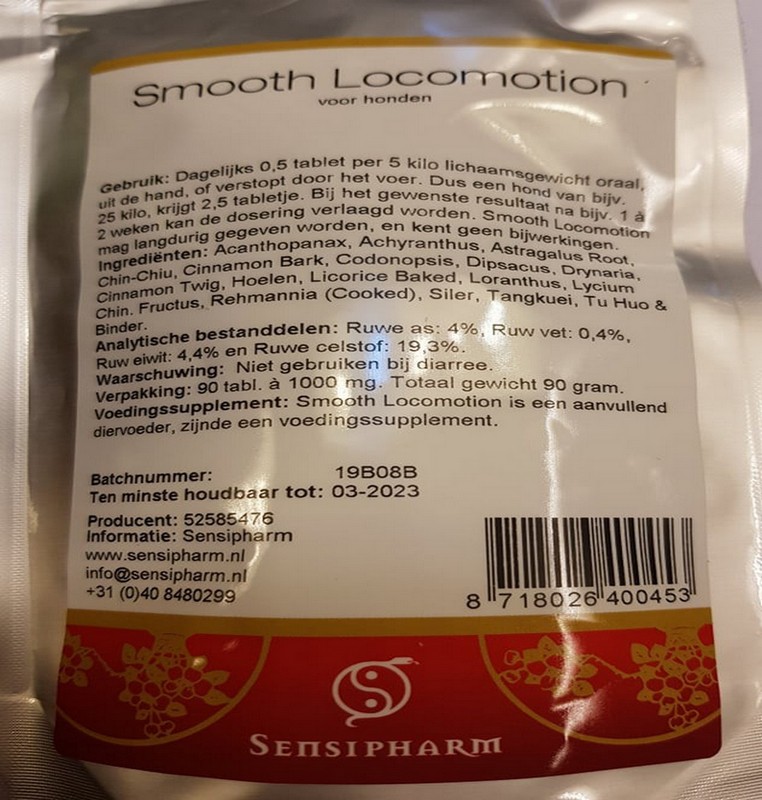 Smooth Locomotion
voor honden
Gebruik: Dagelijks 0,5 tablet per 5 kilo lichaamsgewicht oraal,
uit de hand, of verstopt door het voer. Dus een hond van bijv.
25 kilo, krijgt 2,5 tabletje. Bij het gewenste resultaat na bijv. 1 à
2 weken kan de dosering verlaagd worden. Smooth Locomotion
mag langdurig gegeven worden, en kent geen bijwerkingen.
Ingrediënten: Acanthopanax, Achyranthus, Astragalus Root,
Chin-Chiu, Cinnamon Bark, Codonopsis, Dipsacus, Drynaria,
Cinnamon Twig, Hoelen, Licorice Baked, Loranthus, Lycium
Chin. Fructus, Rehmannia (Cooked), Siler, Tangkuei, Tu Huo &
Binder.
Analytische bestanddelen: Ruwe as: 4%, Ruw vet: 0,4%,
Ruw eiwit: 4,4% en Ruwe celstof: 19,3%.
Waarschuwing: Niet gebruiken bij diarree.
Verpakking: 90 tabl. à 1000 mg. Totaal gewicht 90 gram.
Voedingssupplement: Smooth Locomotion is een aanvullend
diervoeder, zijnde een voedingssupplement.
Batchnummer: 19B08B
Ten minste houdbaar tot: 03-2023
Producent: 52585476
Informatie: Sensipharm
www.sensipharm.nl
info@sensipharm.nl
+31 (0)40 8480299
8 718026 400453
SENSIPHARM